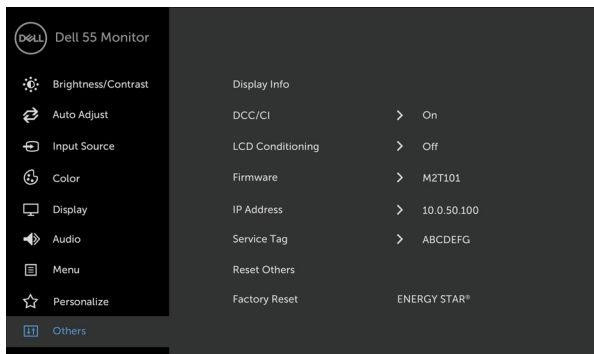 DELL Dell 55 Monitor
Brightness/Contrast
Display Info
Auto Adjust DCC/CI On
Input Source LCD Conditioning Off
Color Firmware M2T101
Display IP Address 10.0.50.100
Audio Service Tag ABCDEFG
Menu Reset Others
Personalize Factory Reset ENERGY STAR®
Others